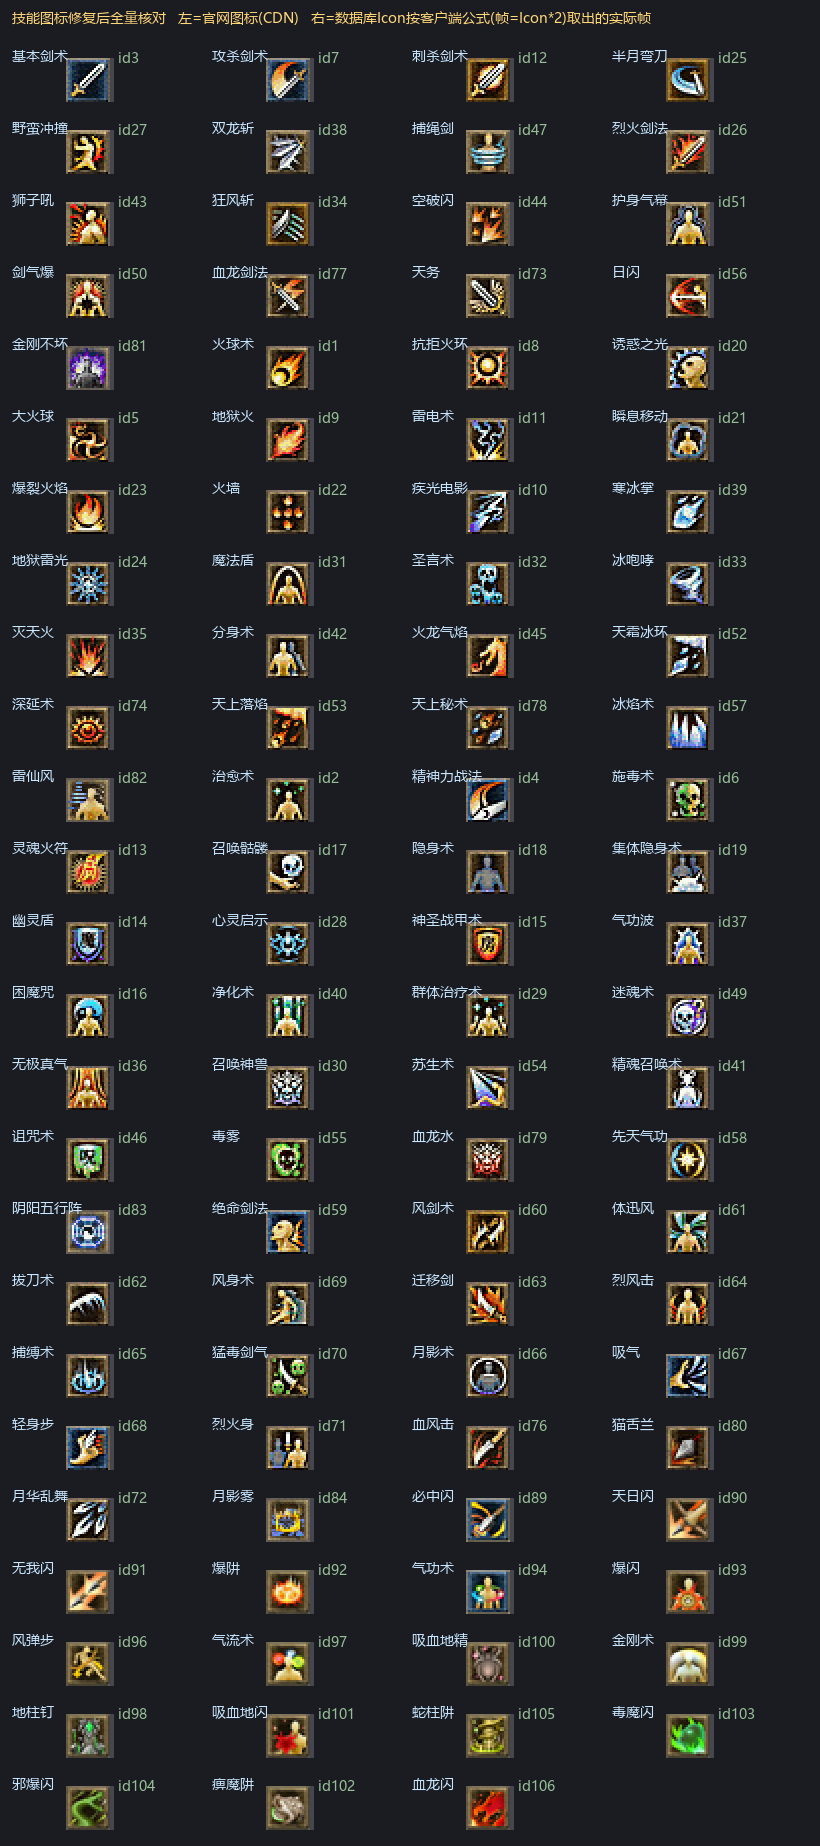 技能图标修复后全量核对 左=官网图标(CDN) 右=数据库Icon按客户端公式(帧=Icon*2)取出的实际帧
基本剑术 id3 攻杀剑术 id7 刺杀剑术 id12 半月弯刀 id25
野蛮冲撞 id27 双龙斩 id38 捕绳剑 id47 烈火剑法 id26
狮子吼 id43 狂风斩 id34 空破闪 id44 护身气幕 id51
剑气爆 id50 血龙剑法 id77 天务 id73 日闪 id56
金刚不坏 id81 火球术 id1 抗拒火环 id8 诱惑之光 id20
大火球 id5 地狱火 id9 雷电术 id11 瞬息移动 id21
爆裂火焰 id23 火墙 id22 疾光电影 id10 寒冰掌 id39
地狱雷光 id24 魔法盾 id31 圣言术 id32 冰咆哮 id33
灭天火 id35 分身术 id42 火龙气焰 id45 天霜冰环 id52
深延术 id74 天上落焰 id53 天上秘术 id78 冰焰术 id57
雷仙风 id82 治愈术 id2 精神力战法 id4 施毒术 id6
灵魂火符 id13 召唤骷髅 id17 隐身术 id18 集体隐身术 id19
幽灵盾 id14 心灵启示 id28 神圣战甲术 id15 气功波 id37
困魔咒 id16 净化术 id40 群体治疗术 id29 迷魂术 id49
无极真气 id36 召唤神兽 id30 苏生术 id54 精魂召唤术 id41
诅咒术 id46 毒雾 id55 血龙水 id79 先天气功 id58
阴阳五行阵 id83 绝命剑法 id59 风剑术 id60 体迅风 id61
拔刀术 id62 风身术 id69 迁移剑 id63 烈风击 id64
捕缚术 id65 猛毒剑气 id70 月影术 id66 吸气 id67
轻身步 id68 烈火身 id71 血风击 id76 猫舌兰 id80
月华乱舞 id72 月影雾 id84 必中闪 id89 天日闪 id90
无我闪 id91 爆阱 id92 气功术 id94 爆闪 id93
风弹步 id96 气流术 id97 吸血地精 id100 金刚术 id99
地柱钉 id98 吸血地闪 id101 蛇柱阱 id105 毒魔闪 id103
邪爆闪 id104 痹魔阱 id102 血龙闪 id106